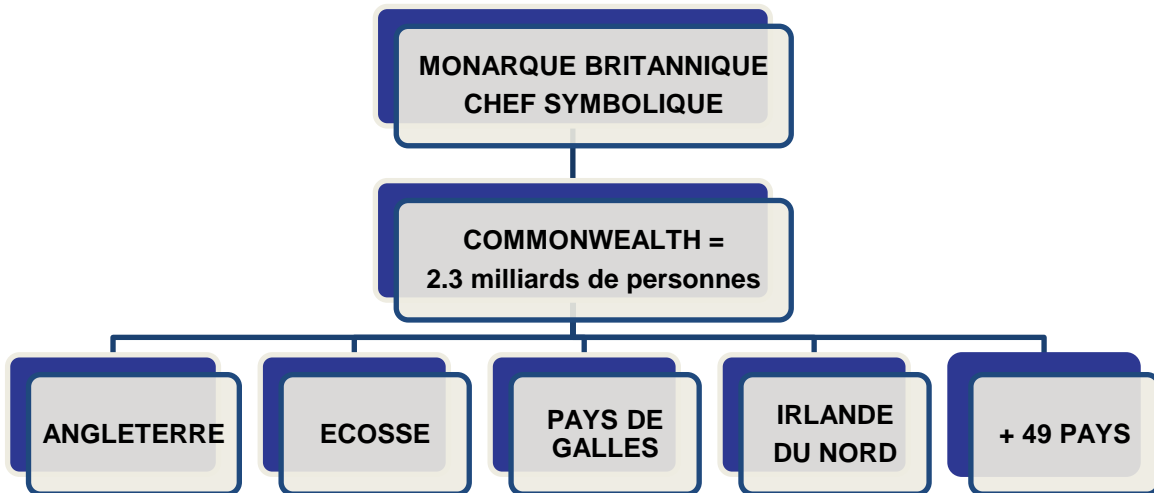 MONARQUE BRITANNIQUE
CHEF SYMBOLIQUE
COMMONWEALTH =
2.3 milliards de personnes
ANGLETERRE
ECOSSE
PAYS DE
GALLES
IRLANDE
DU NORD
+ 49 PAYS